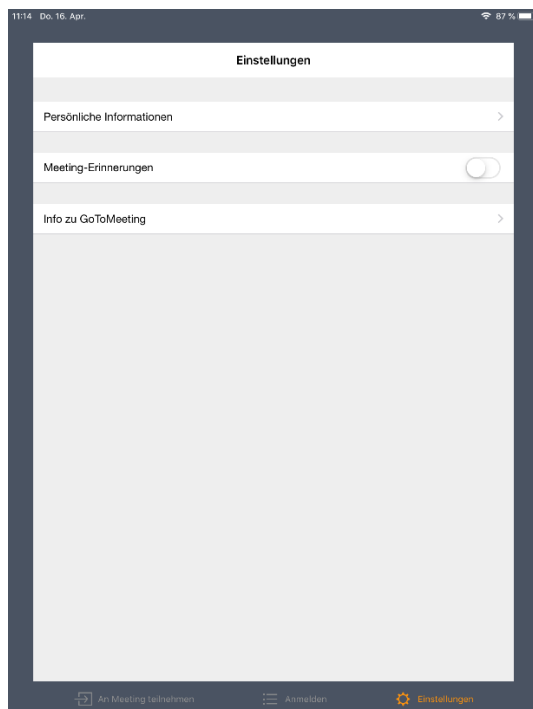 11:14 Do. 16. Apr. 87 %
Einstellungen
Persönliche Informationen
Meeting-Erinnerungen
Info zu GoToMeeting
An Meeting teilnehmen Anmelden Einstellungen